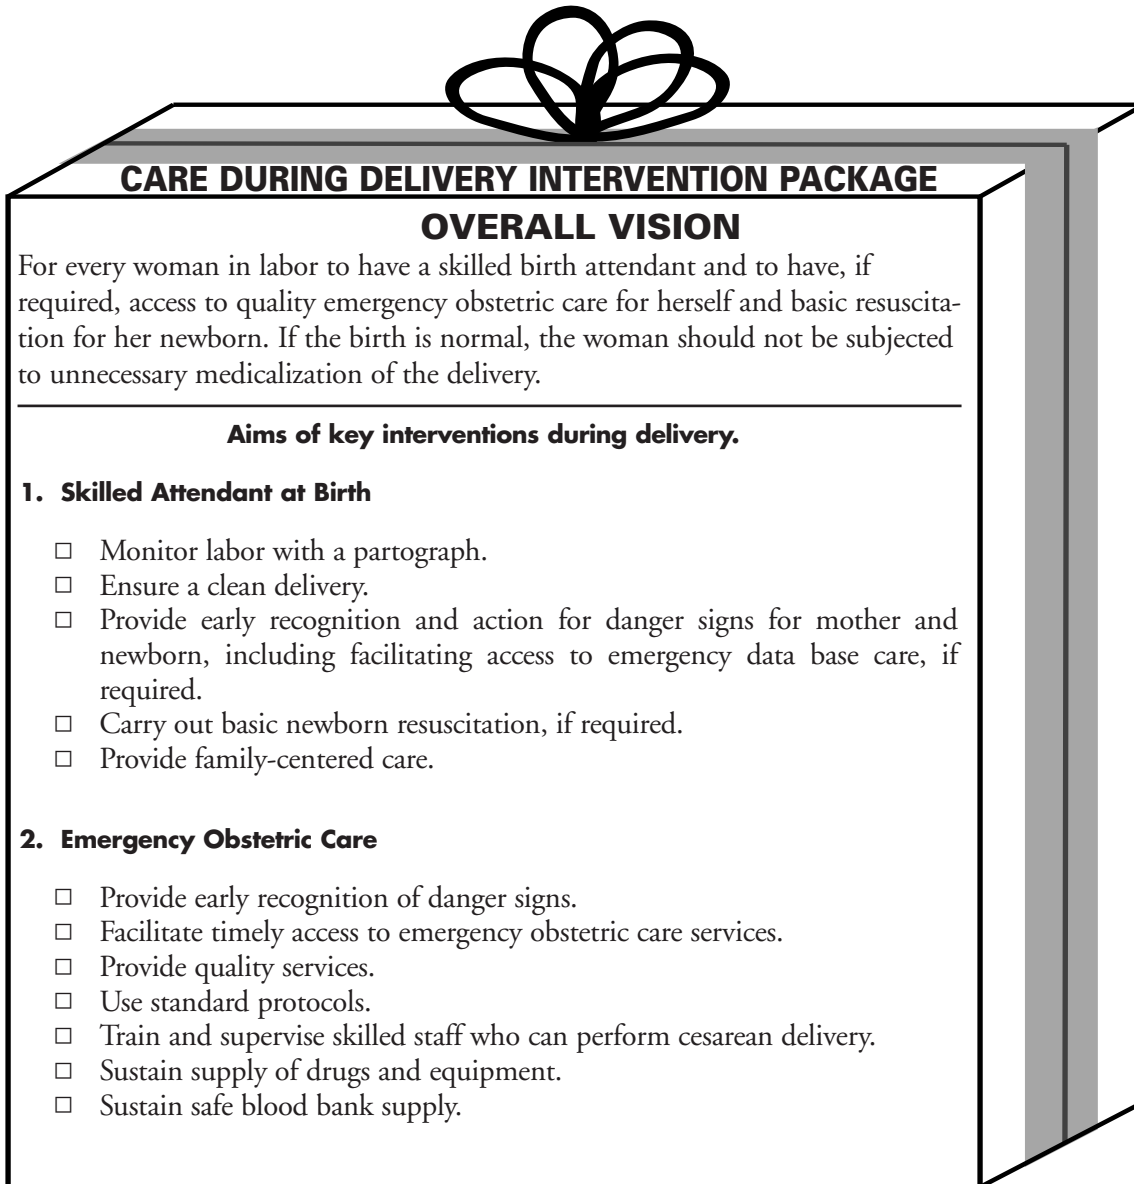 CARE DURING DELIVERY INTERVENTION PACKAGE
OVERALL VISION
For every woman in labor to have a skilled birth attendant and to have, if
required, access to quality emergency obstetric care for herself and basic resuscita-
tion for her newborn. If the birth is normal, the woman should not be subjected
to unnecessary medicalization of the delivery.
Aims of key interventions during delivery.
1. Skilled Attendant at Birth
☐ Monitor labor with a partograph.
☐ Ensure a clean delivery.
☐ Provide early recognition and action for danger signs for mother and
newborn, including facilitating access to emergency data base care, if
required.
☐ Carry out basic newborn resuscitation, if required.
☐ Provide family-centered care.
2. Emergency Obstetric Care
☐ Provide early recognition of danger signs.
☐ Facilitate timely access to emergency obstetric care services.
☐ Provide quality services.
☐ Use standard protocols.
☐ Train and supervise skilled staff who can perform cesarean delivery.
☐ Sustain supply of drugs and equipment.
☐ Sustain safe blood bank supply.